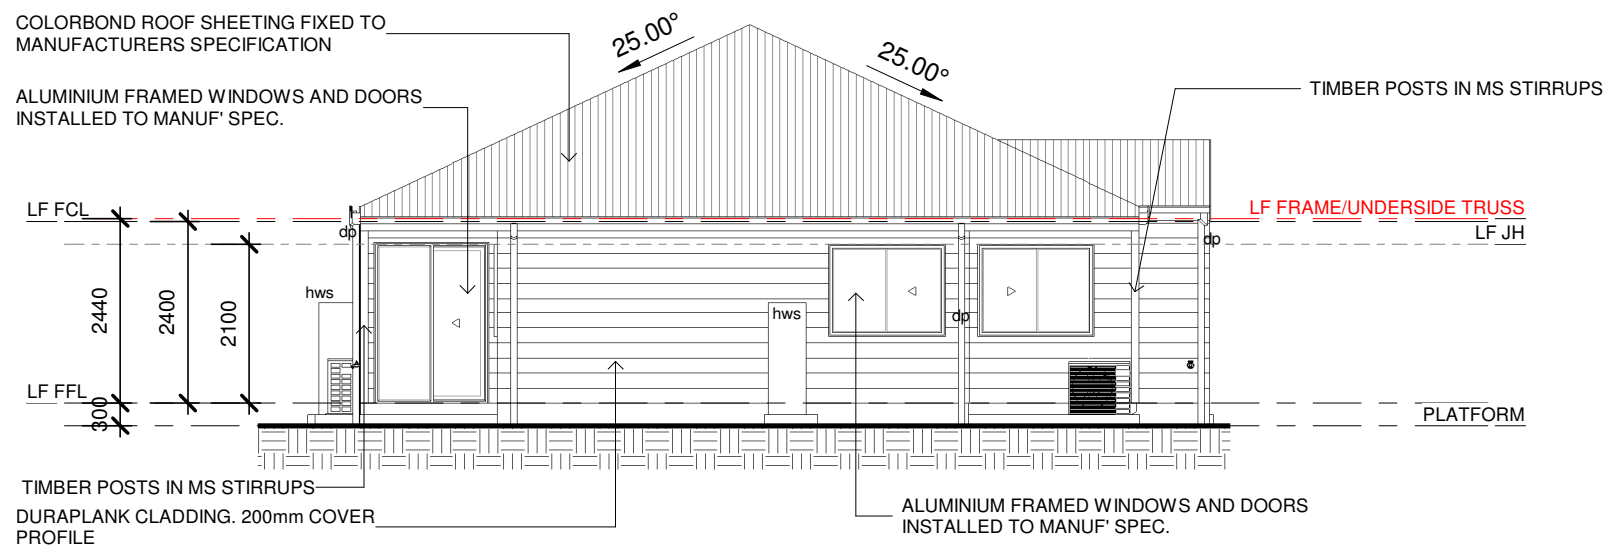 COLORBOND ROOF SHEETING FIXED TO
MANUFACTURERS SPECIFICATION
25.00°
25.00°
ALUMINIUM FRAMED WINDOWS AND DOORS
INSTALLED TO MANUF' SPEC.
TIMBER POSTS IN MS STIRRUPS
LF FCL
LF FRAME/UNDERSIDE TRUSS
dp
dp
LF JH
hws
hws
dp
2440
2400
2100
LF FFL
300
PLATFORM
TIMBER POSTS IN MS STIRRUPS
DURAPLANK CLADDING. 200mm COVER
PROFILE
ALUMINIUM FRAMED WINDOWS AND DOORS
INSTALLED TO MANUF' SPEC.